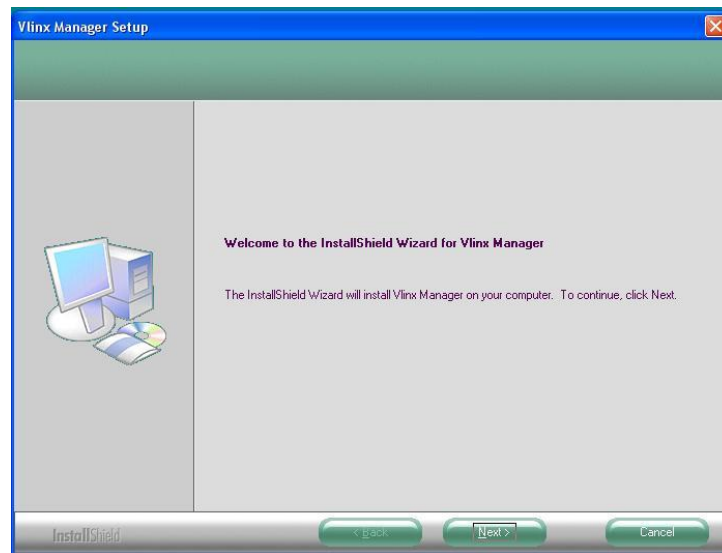 Vlinx Manager Setup
Welcome to the InstallShield Wizard for Vlinx Manager
The InstallShield Wizard will install Vlinx Manager on your computer.  To continue, click Next.
InstallShield
< Back
Next >
Cancel